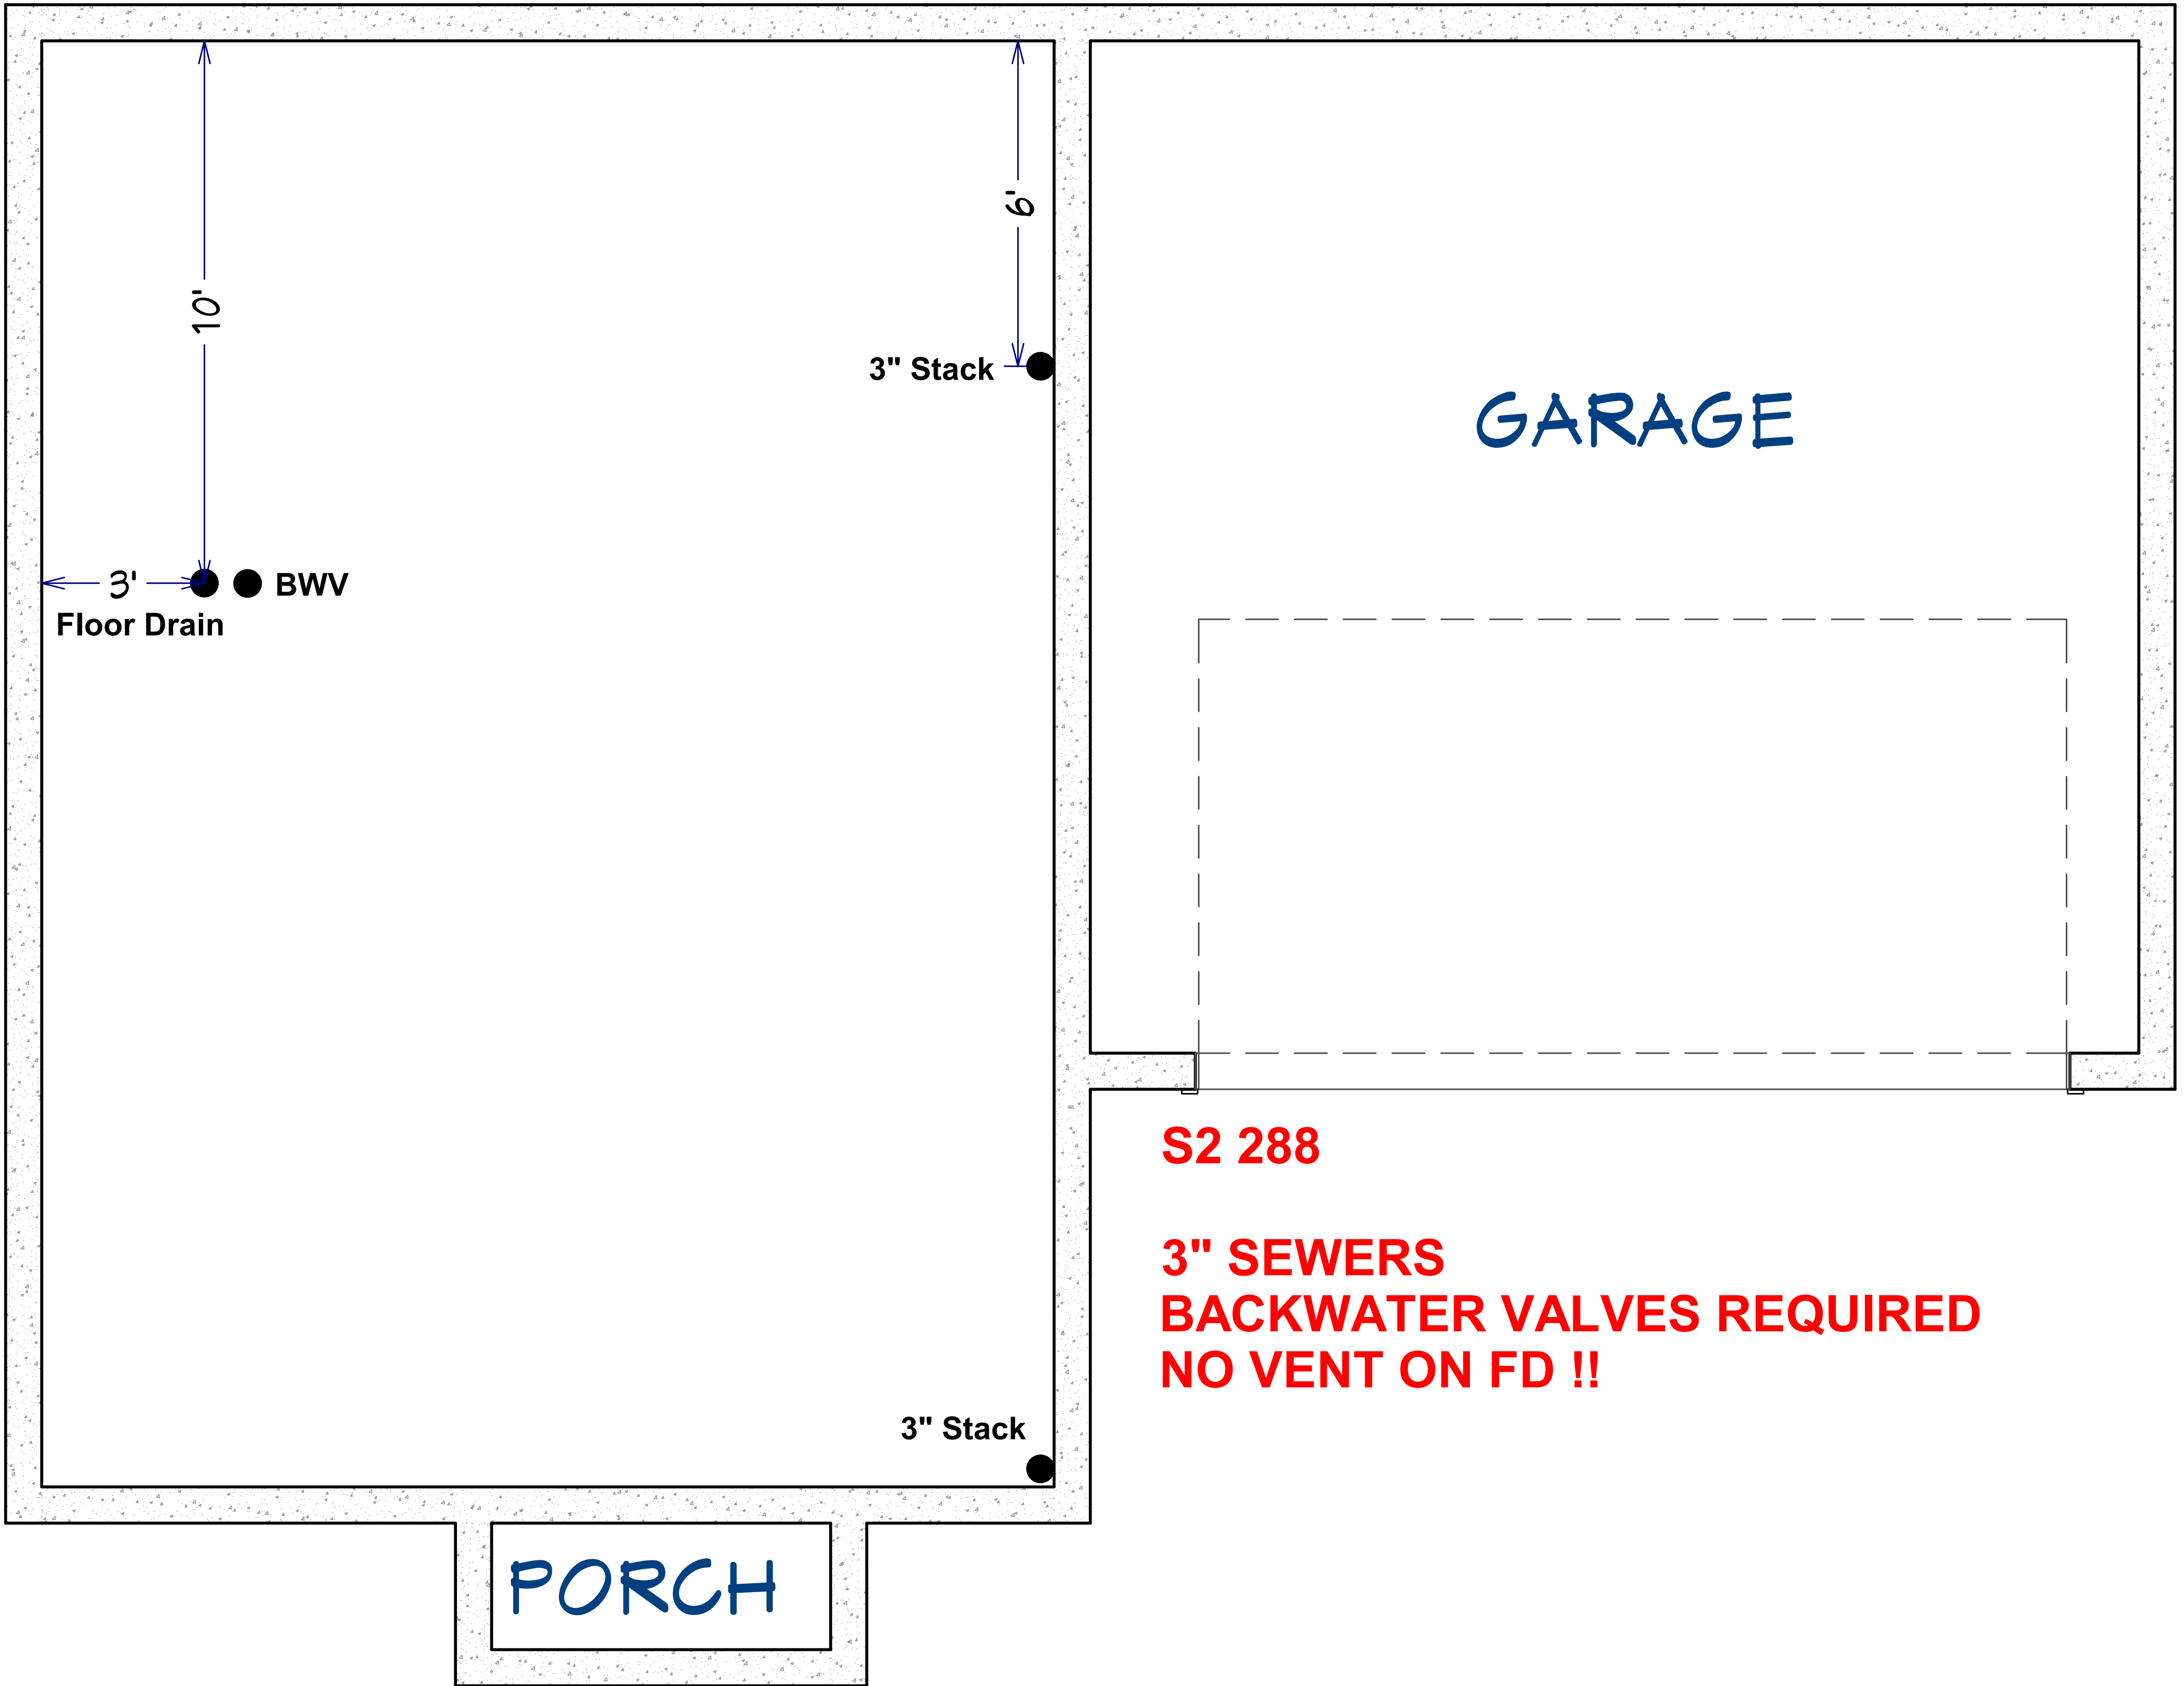 6'
10'
3" Stack
GARAGE
3'
BWV
Floor Drain
S2 288
3" SEWERS
BACKWATER VALVES REQUIRED
NO VENT ON FD !!
3" Stack
PORCH